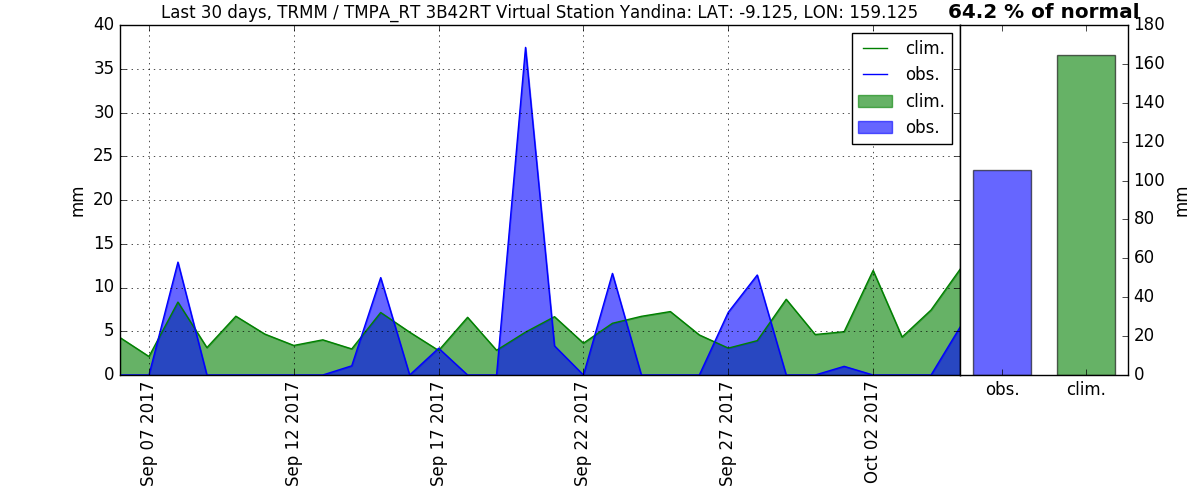 Last 30 days, TRMM / TMPA_RT 3B42RT Virtual Station Yandina: LAT: -9.125, LON: 159.125
64.2 % of normal
40
35
30
25
20
15
10
5
0
mm
clim.
obs.
clim.
obs.
180
160
140
120
100
80
60
40
20
0
mm
obs.
clim.
Sep 07 2017
Sep 12 2017
Sep 17 2017
Sep 22 2017
Sep 27 2017
Oct 02 2017